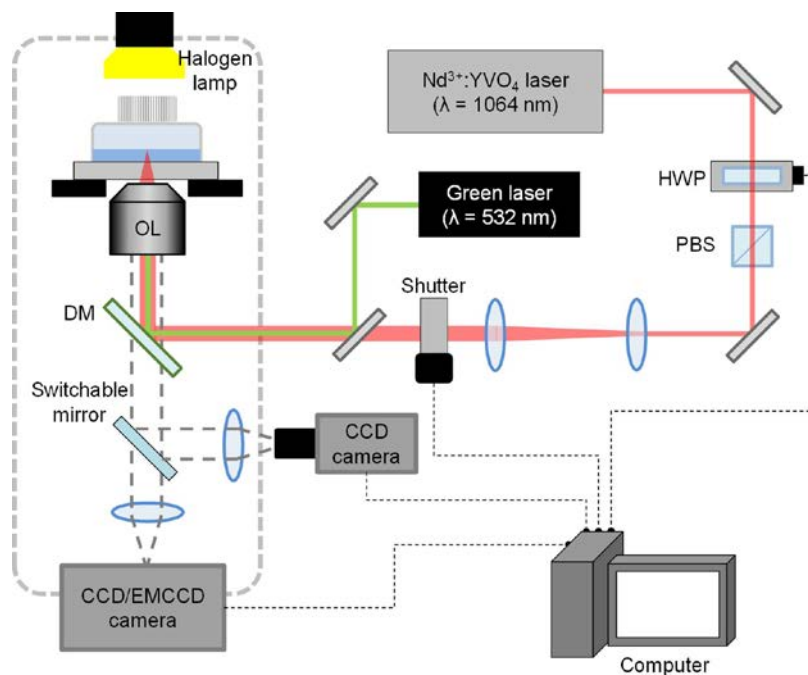 Halogen
lamp
Nd³⁺:YVO₄ laser
(λ = 1064 nm)
HWP
Green laser
(λ = 532 nm)
OL
PBS
Shutter
DM
Switchable
mirror
CCD
camera
CCD/EMCCD
camera
Computer